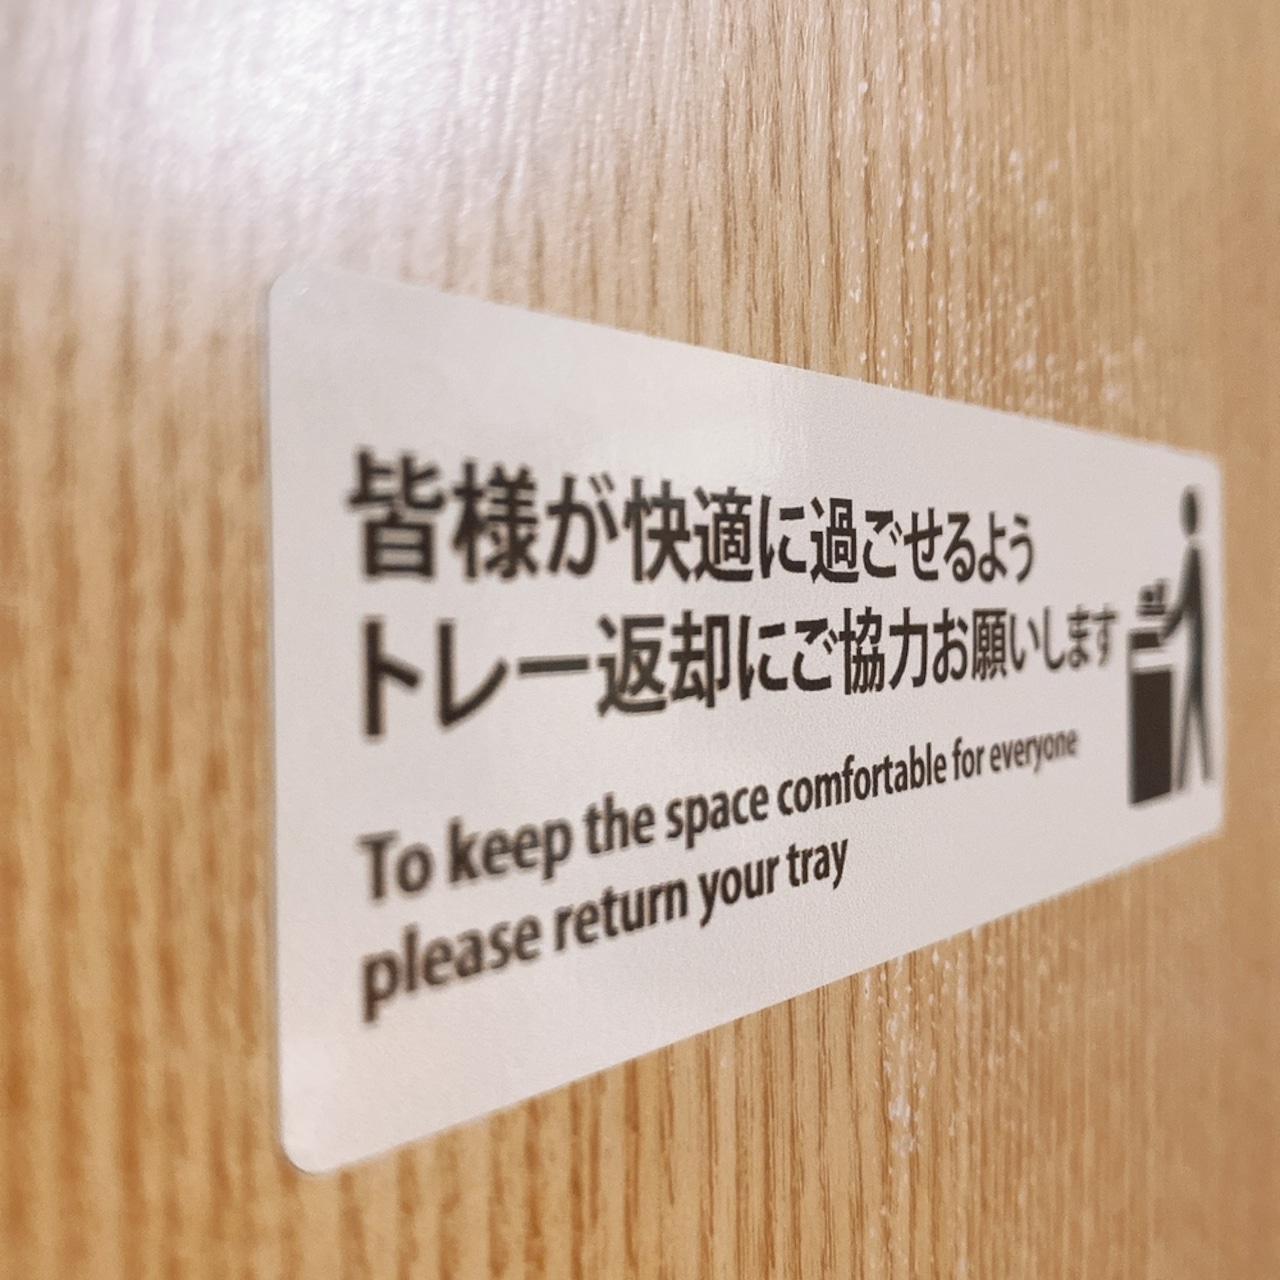 皆様が快適に過ごせるよう
トレー返却にご協力お願いします
To keep the space comfortable for everyone
please return your tray